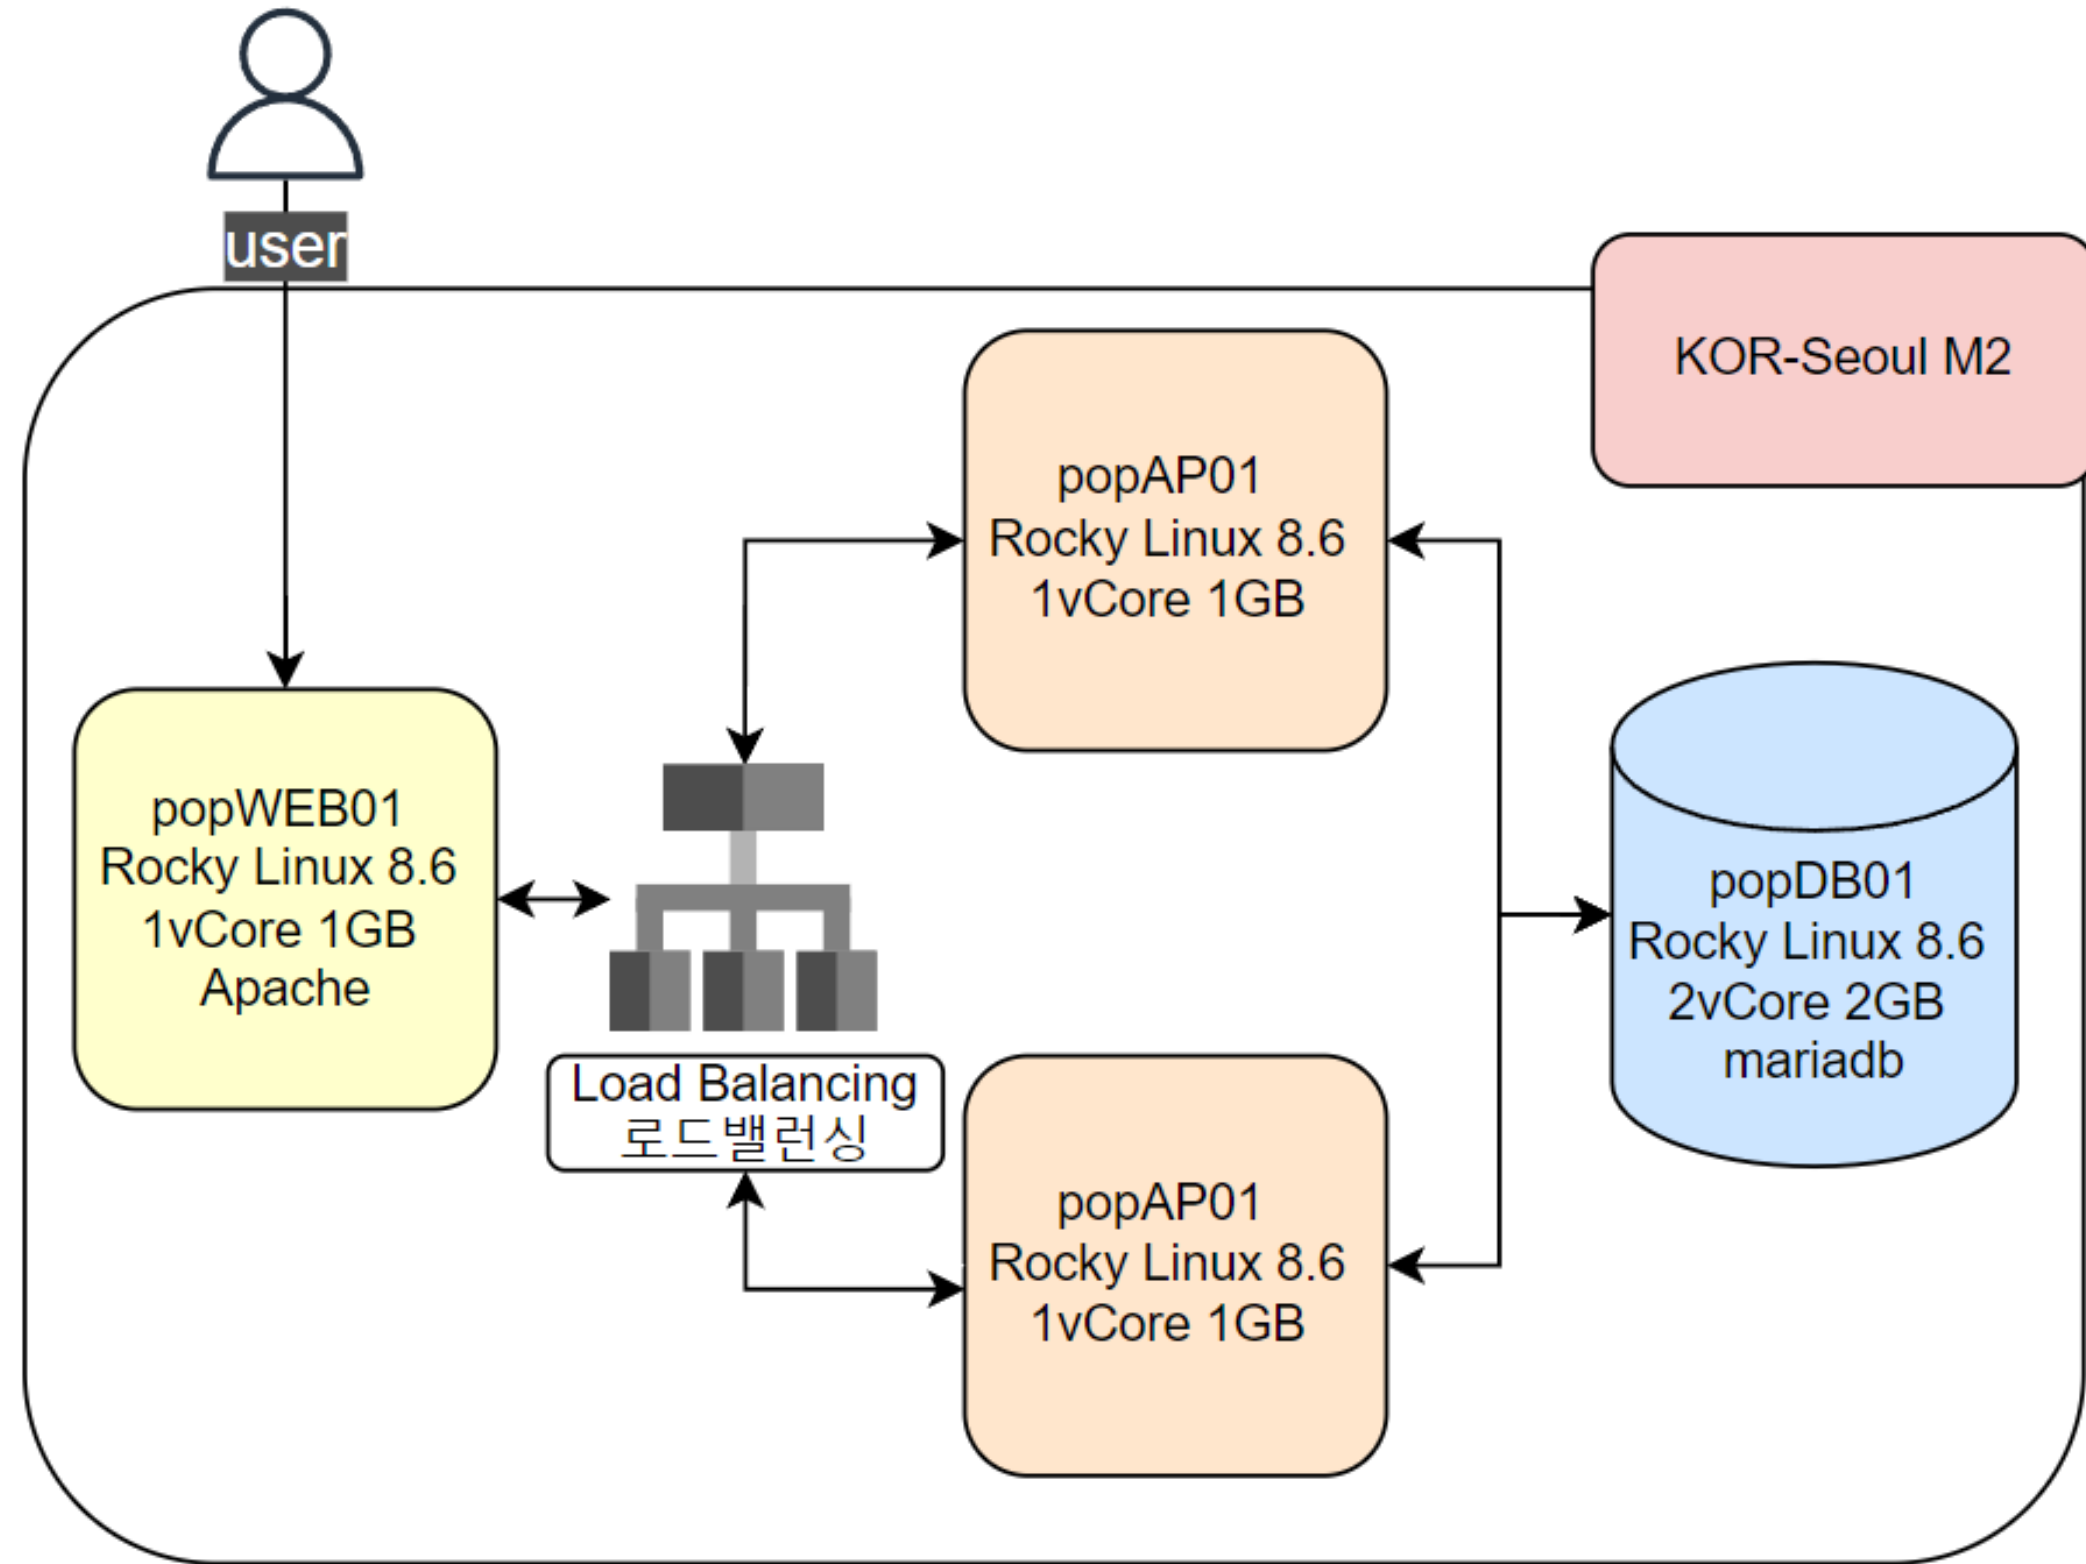 user
KOR-Seoul M2
popAP01
Rocky Linux 8.6
1vCore 1GB
popWEB01
Rocky Linux 8.6
1vCore 1GB
Apache
Load Balancing
로드밸런싱
popDB01
Rocky Linux 8.6
2vCore 2GB
mariadb
popAP01
Rocky Linux 8.6
1vCore 1GB